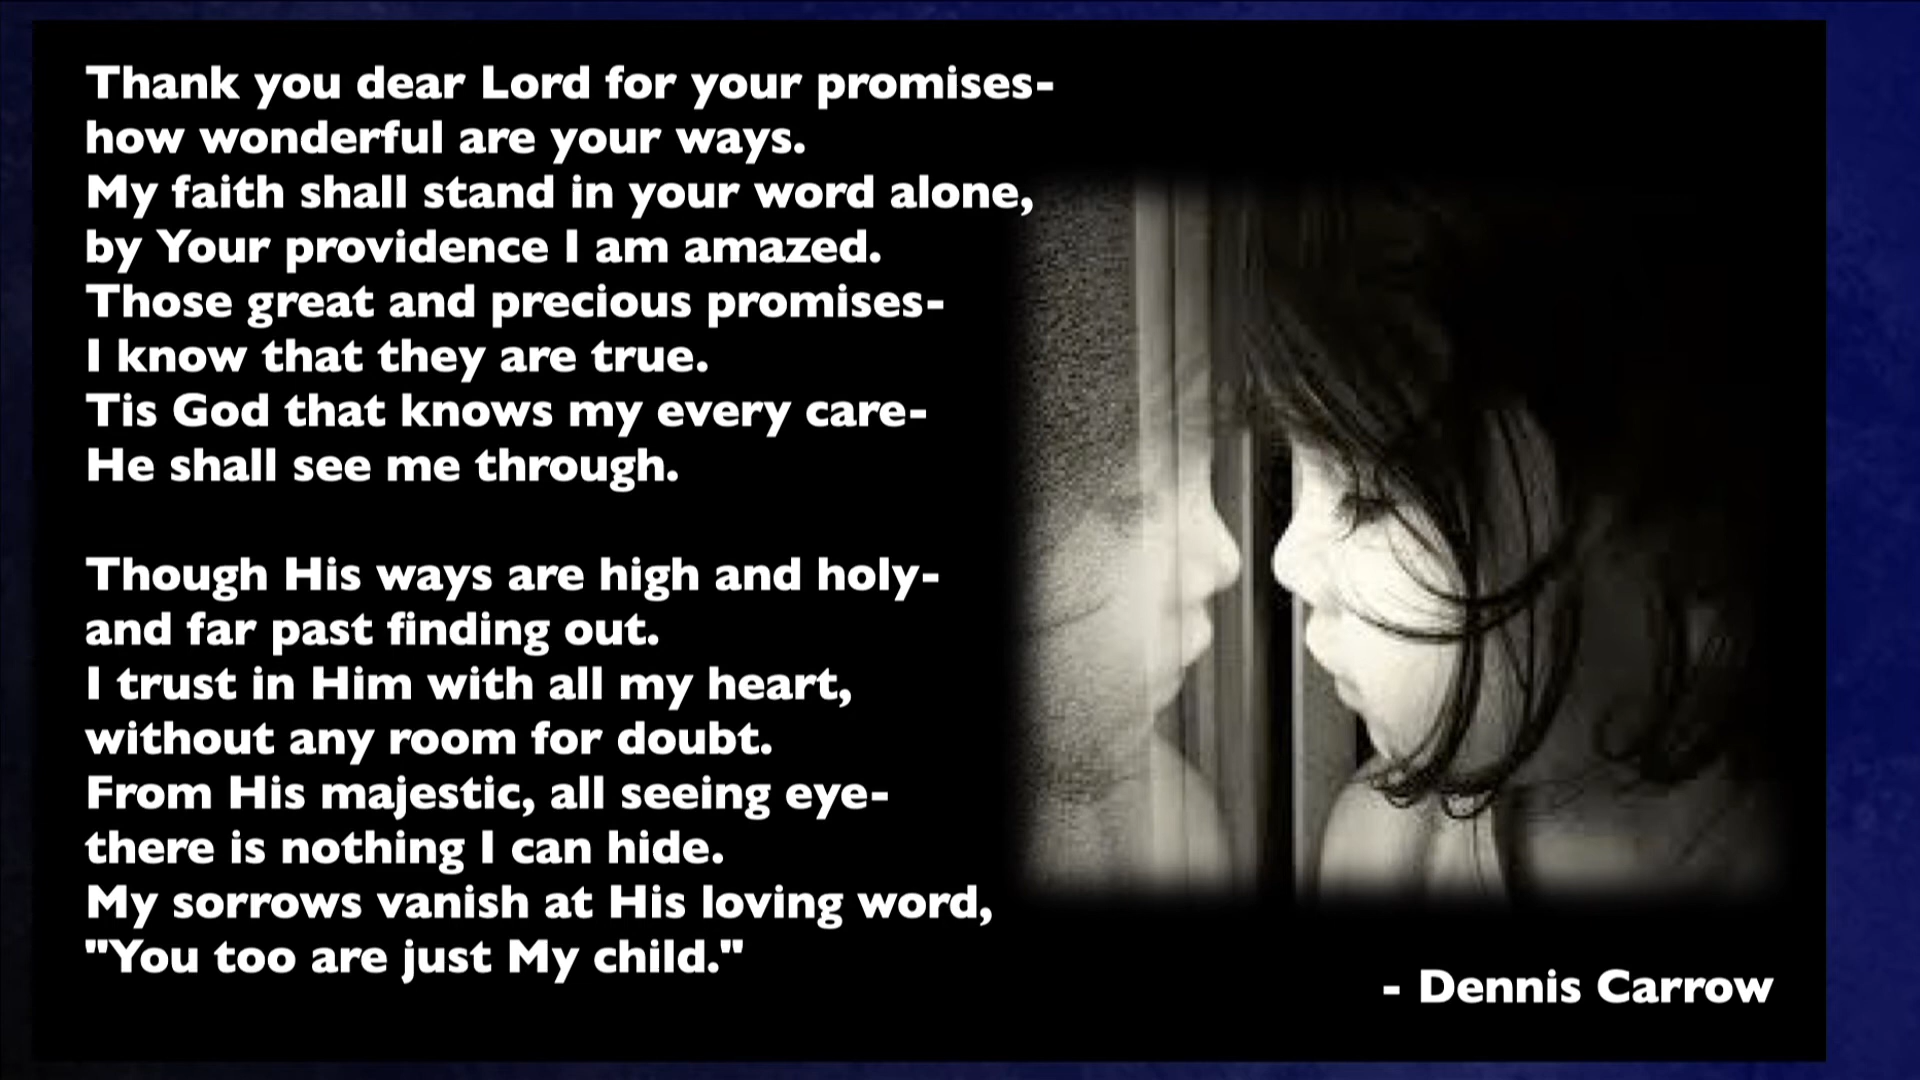 Thank you dear Lord for your promises-
how wonderful are your ways.
My faith shall stand in your word alone,
by Your providence I am amazed.
Those great and precious promises-
I know that they are true.
Tis God that knows my every care-
He shall see me through.
Though His ways are high and holy-
and far past finding out.
I trust in Him with all my heart,
without any room for doubt.
From His majestic, all seeing eye-
there is nothing I can hide.
My sorrows vanish at His loving word,
"You too are just My child."
- Dennis Carrow